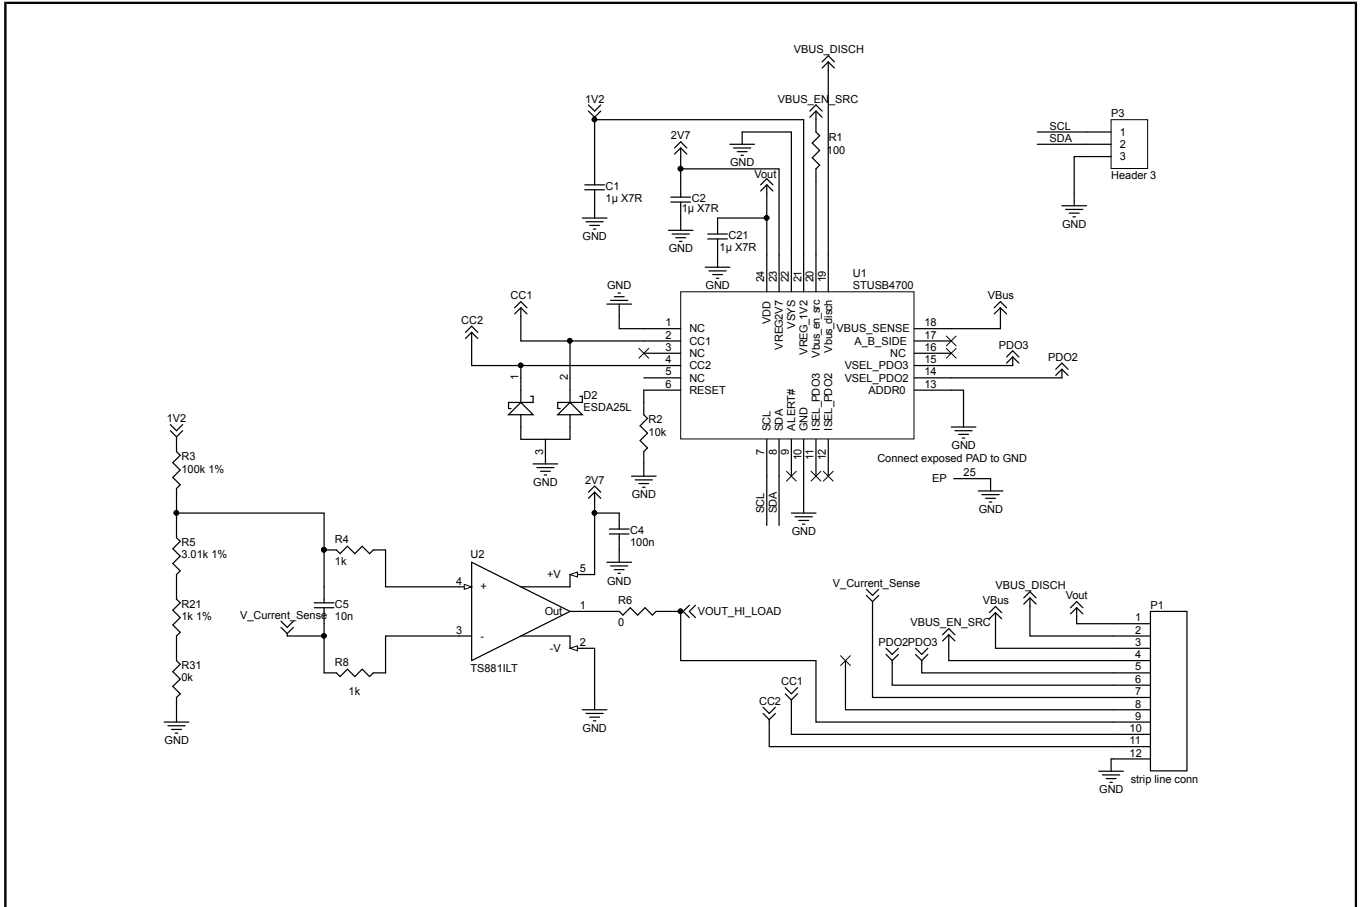 VBUS_DISCH
1V2
VBUS_EN_SRC
P3
SCL
1
SDA
2
3
Header 3
GND
2V7
GND
R1
100
Vout
C1
1µ X7R
GND
C2
1µ X7R
GND
C21
1µ X7R
GND
24
23
22
21
20
19
U1
STUSB4700
CC1
GND
CC2
VBus
PDO3
PDO2
VDD
VREG2V7
VSYS
VREG_1V2
Vbus_en_src
Vbus_disch
1
NC
2
CC1
3
NC
4
CC2
5
NC
6
RESET
VBUS_SENSE
18
A_B_SIDE
17
NC
16
VSEL_PDO3
15
VSEL_PDO2
14
ADDR0
13
SCL
SDA
ALERT#
GND
ISEL_PDO3
ISEL_PDO2
7
8
9
10
11
12
SCL
SDA
GND
GND
Connect exposed PAD to GND
EP
25
GND
1
2
D2
ESDA25L
3
GND
R2
10k
GND
1V2
R3
100k 1%
R5
3.01k 1%
R21
1k 1%
R31
0k
GND
R4
1k
V_Current_Sense
C5
10n
R8
1k
2V7
C4
100n
GND
U2
4
+
3
-
+V
5
Out
1
-V
2
TS881ILT
GND
R6
0
VOUT_HI_LOAD
V_Current_Sense
VBUS_DISCH
VBus
Vout
VBUS_EN_SRC
PDO2
PDO3
CC1
CC2
P1
1
2
3
4
5
6
7
8
9
10
11
12
GND
strip line conn